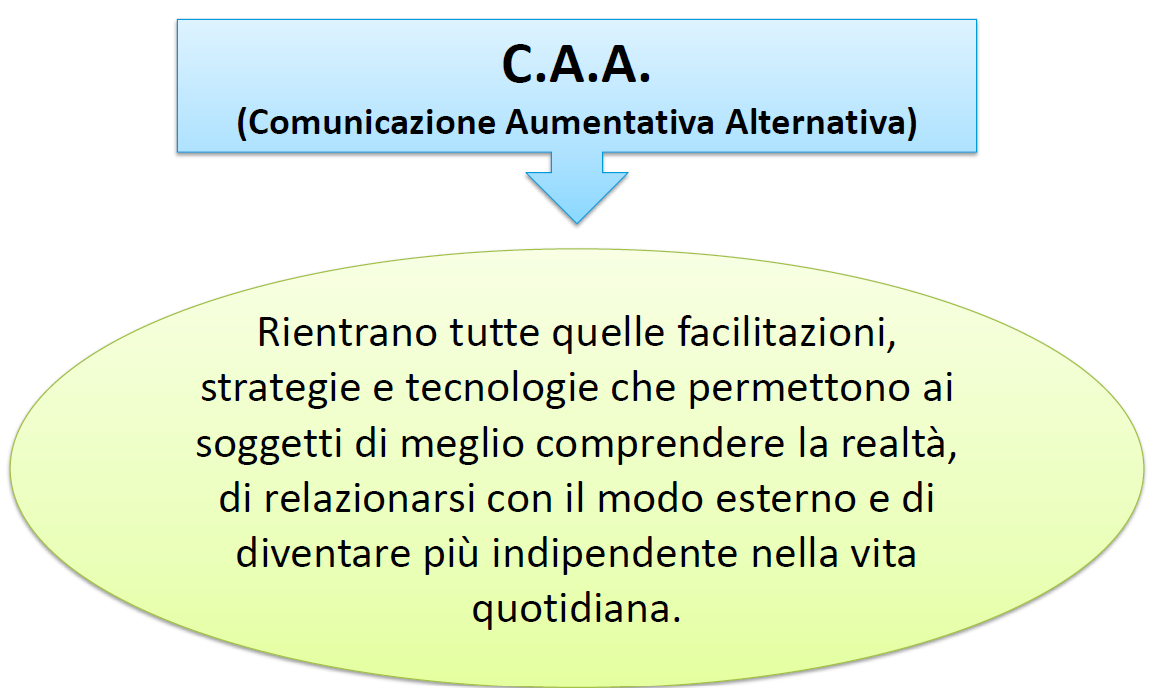 C.A.A.
(Comunicazione Aumentativa Alternativa)
Rientrano tutte quelle facilitazioni,
strategie e tecnologie che permettono ai
soggetti di meglio comprendere la realtà,
di relazionarsi con il modo esterno e di
diventare più indipendente nella vita
quotidiana.